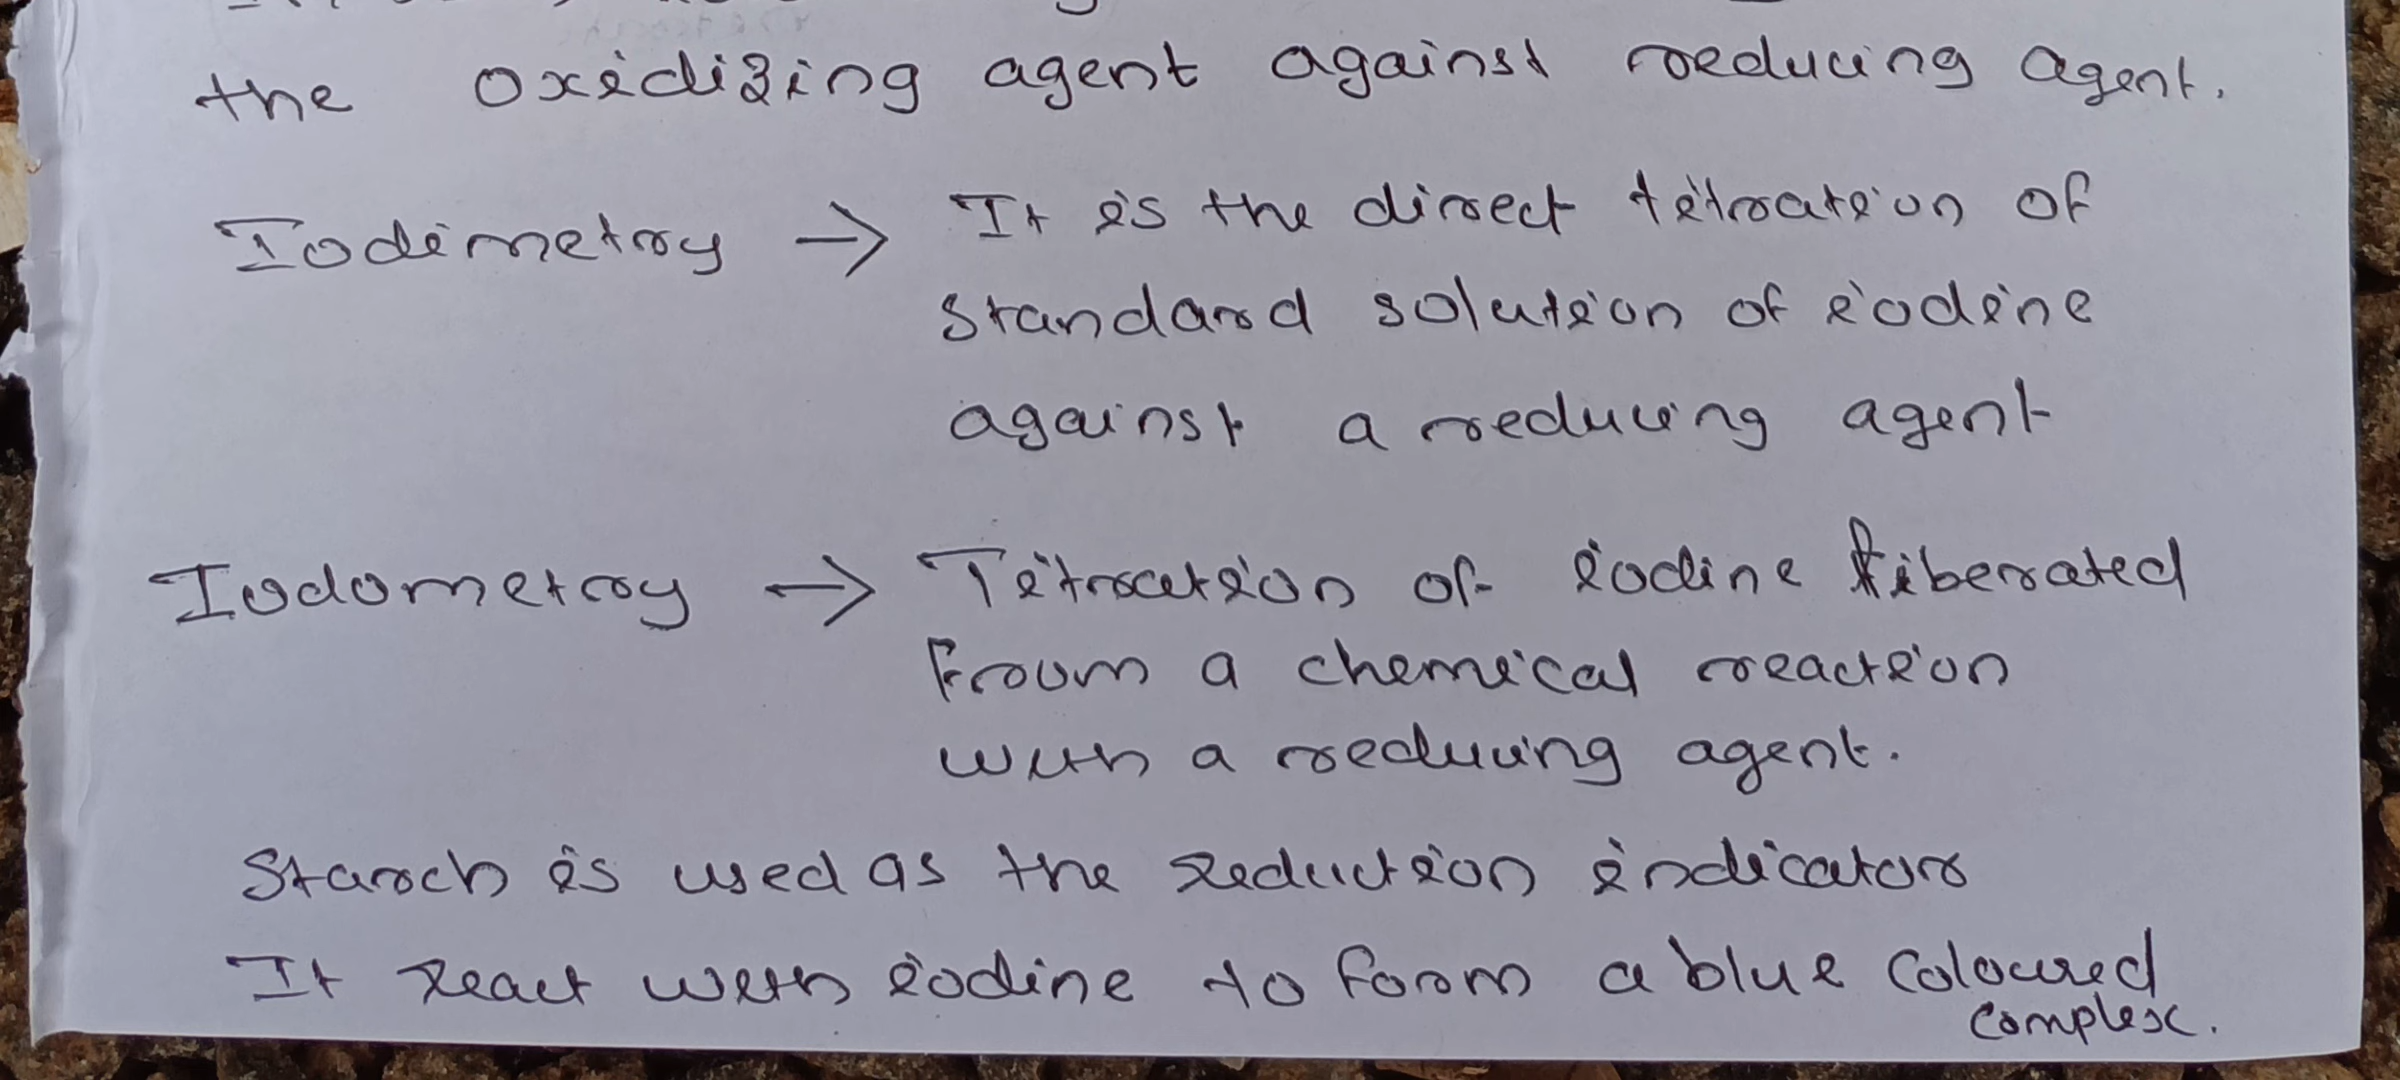 the oxidizing agent against reducing agent.
Iodimetry → It is the direct titration of
standard solution of iodine
against a reducing agent
Iodometry → Titration of iodine liberated
from a chemical reaction
with a reducing agent.
Starch is used as the reduction indicator
It react with iodine to form a blue coloured
complex.